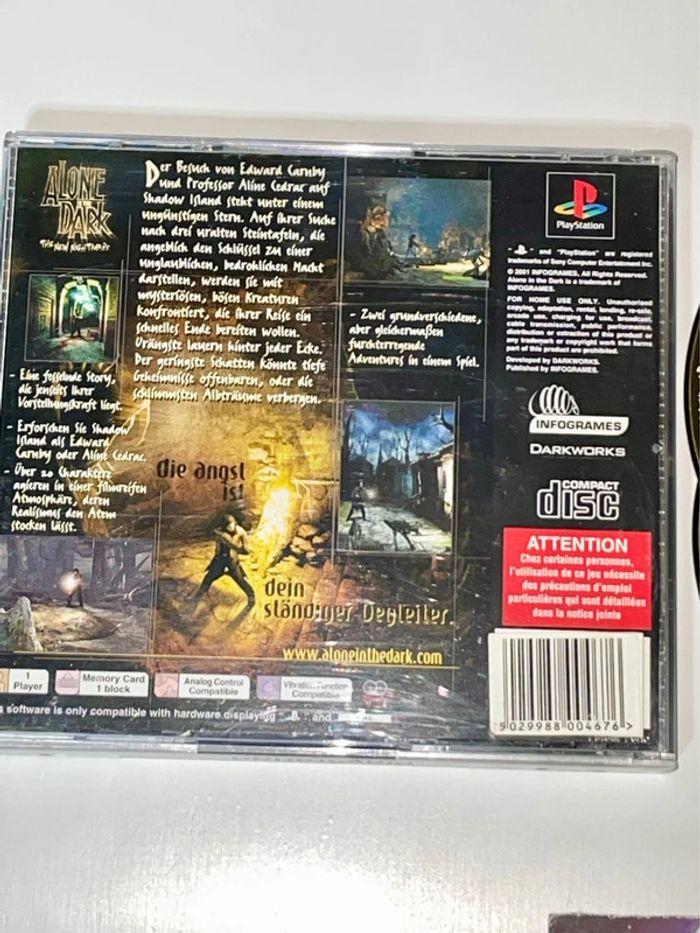 ALONE
IN THE
DARK
THE NEW NIGHTMARE
Der Besuch von Edward Carnby
und Professor Aline Cedrac auf
Shadow Island steht unter einem
ungünstigen Stern. Auf Ihrer Suche
nach drei uralten Steintafeln, die
angeblich den Schlüssel zu einer
unglaublichen, bedrohlichen Macht
darstellen, werden sie mit
mysteriösen, bösen Kreaturen
konfrontiert, die ihrer Reise ein
schnelles Ende bereiten wollen.
Urängste lauern hinter jeder Ecke.
Der geringste Schatten könnte tiefe
Geheimnisse offenbaren, oder die
schlimmsten Albträume verbergen.
- Eine fesselnde Story,
die jenseits Ihrer
Vorstellungskraft liegt.
- Erforschen Sie Shadow
Island als Edward
Carnby oder Aline Cedrac.
- Über 20 Charaktere
agieren in einer filmreifen
Atmosphäre, deren
Realismus den Atem
stocken lässt.
- Zwei grundverschiedene,
aber gleichermaßen
furchterregende
Adventures in einem Spiel.
Die Angst
ist
dein
ständiger Begleiter.
www.aloneinthedark.com
1
Player
Memory Card
1 block
Analog Control
Compatible
Vibration Function
Compatible
s software is only compatible with hardware displaying
and
PlayStation
and "PlayStation" are registered
trademarks of Sony Computer Entertainment Inc.
© 2001 INFOGRAMES, All Rights Reserved.
Alone in the Dark is a trademark of
INFOGRAMES.
FOR HOME USE ONLY. Unauthorised
copying, adaptation, rental, lending, re-sale,
arcade use, charging for use, broadcast,
cable transmission, public performance,
distribution or extraction of this product or
any trademark or copyright work that forms
part of this product are prohibited.
Developed by DARKWORKS.
Published by INFOGRAMES.
INFOGRAMES
DARKWORKS
COMPACT
disc
ATTENTION
Chez certaines personnes,
l'utilisation de ce jeu nécessite
des précautions d'emploi
particulières qui sont détaillées
dans la notice jointe
5029988 004676 >